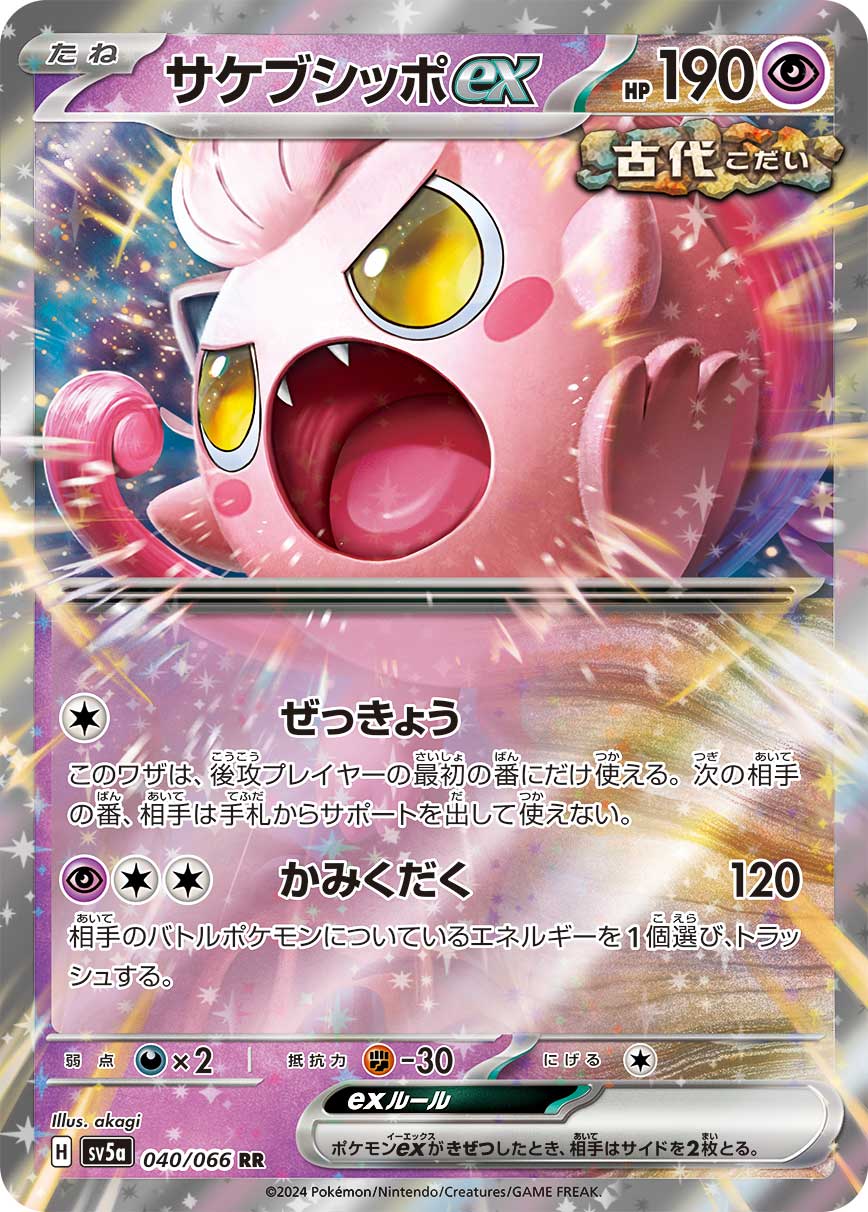 たね サケブシッポex HP 190
古代 こだい
ぜっきょう
このワザは、後攻プレイヤーの最初の番にだけ使える。次の相手
の番、相手は手札からサポートを出して使えない。
かみくだく 120
相手のバトルポケモンについているエネルギーを1個選び、トラッ
シュする。
弱点 ×2 抵抗力 -30 にげる
Illus. akagi
exルール
ポケモンexがきぜつしたとき、相手はサイドを2枚とる。
H sv5a 040/066 RR
©2024 Pokémon/Nintendo/Creatures/GAME FREAK.